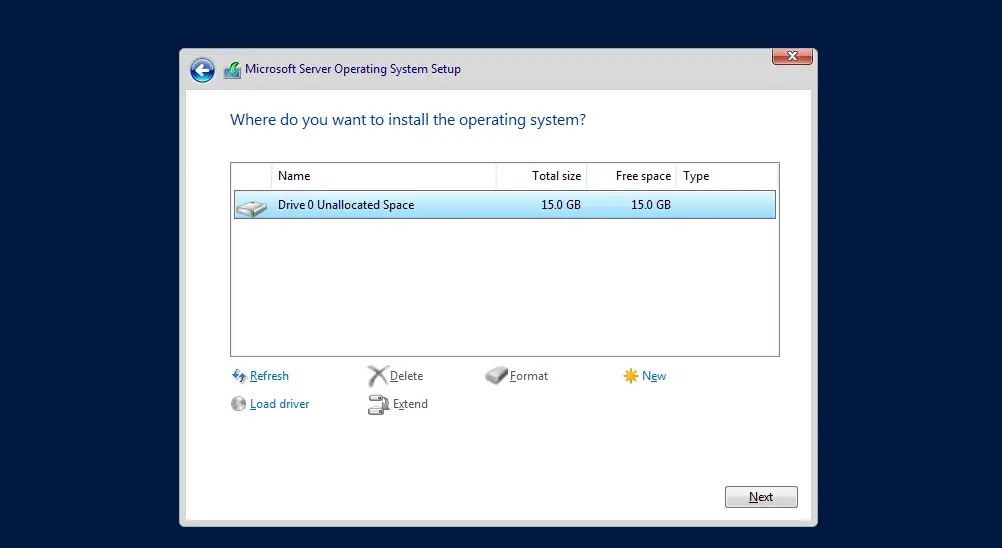 Microsoft Server Operating System Setup
Where do you want to install the operating system?
Name Total size Free space Type
Drive 0 Unallocated Space 15.0 GB 15.0 GB
Refresh Delete Format New
Load driver Extend
Next